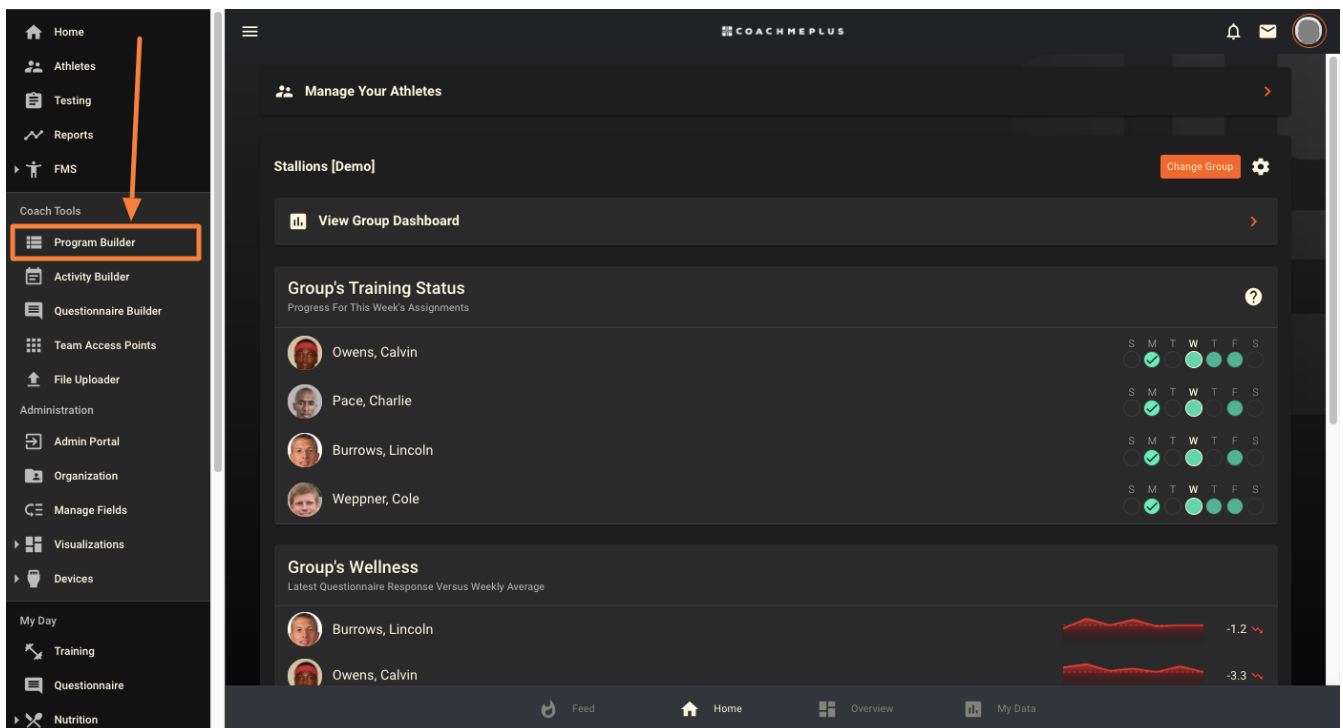 Home
Athletes
Testing
Reports
FMS
Coach Tools
Program Builder
Activity Builder
Questionnaire Builder
Team Access Points
File Uploader
Administration
Admin Portal
Organization
Manage Fields
Visualizations
Devices
My Day
Training
Questionnaire
Nutrition
COACHMEPLUS
Manage Your Athletes
Stallions [Demo]
Change Group
View Group Dashboard
Group's Training Status
Progress For This Week's Assignments
Owens, Calvin
S M T W T F S
Pace, Charlie
S M T W T F S
Burrows, Lincoln
S M T W T F S
Weppner, Cole
S M T W T F S
Group's Wellness
Latest Questionnaire Response Versus Weekly Average
Burrows, Lincoln
-1.2
Owens, Calvin
-3.3
Feed
Home
Overview
My Data